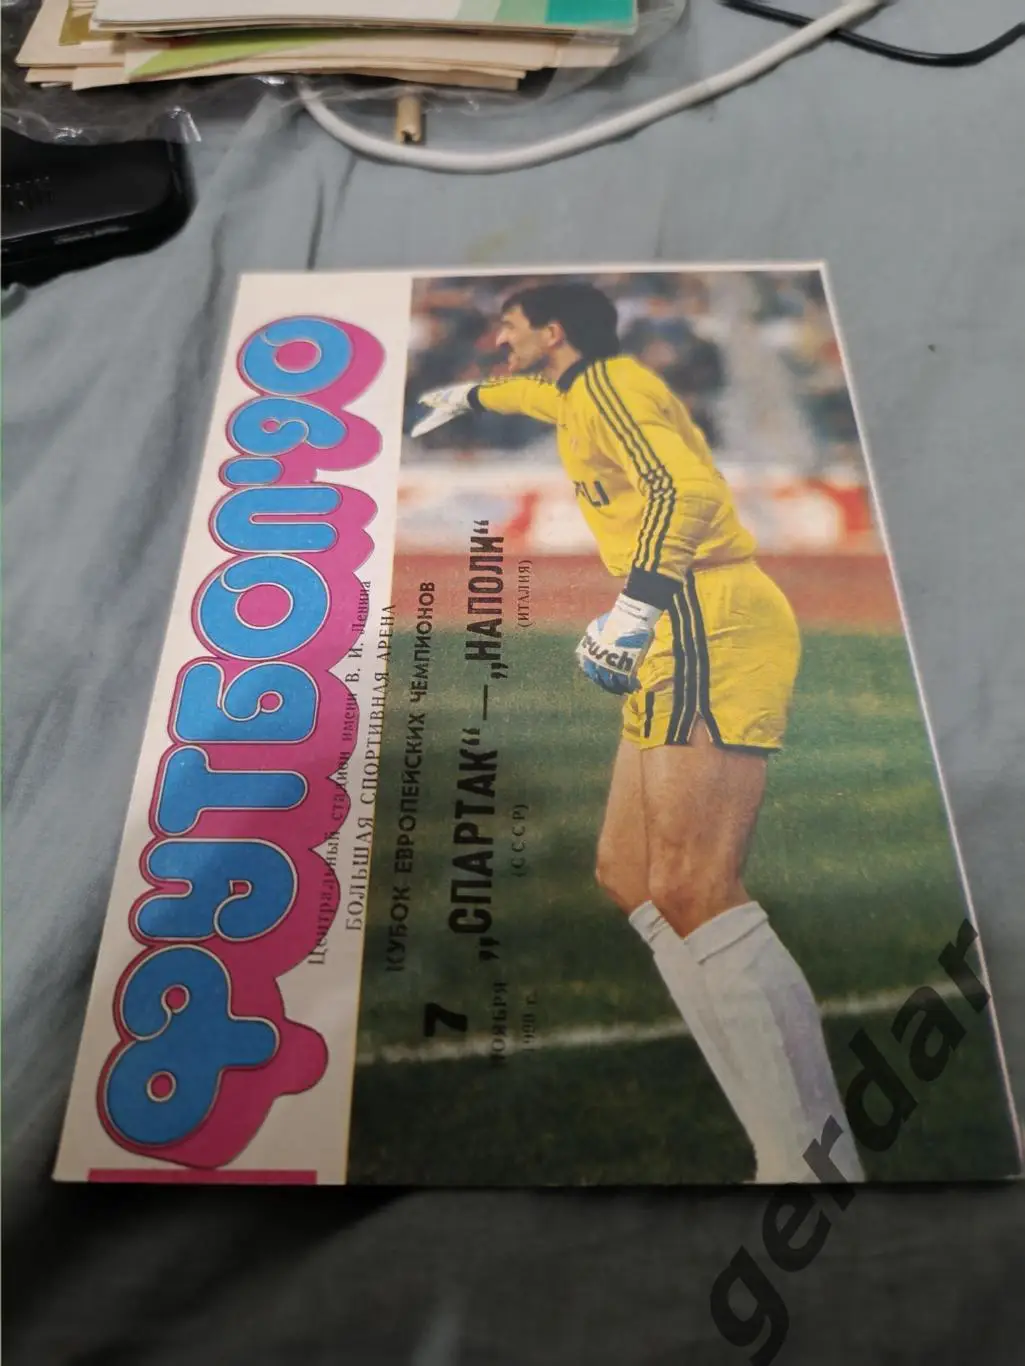 ФУТБОЛ'90
Центральный стадион имени В. И. Ленина
БОЛЬШАЯ СПОРТИВНАЯ АРЕНА
КУБОК ЕВРОПЕЙСКИХ ЧЕМПИОНОВ
7
НОЯБРЯ
1990 г.
„СПАРТАК“ — „НАПОЛИ“
(СССР) (ИТАЛИЯ)
reusch
gerdar